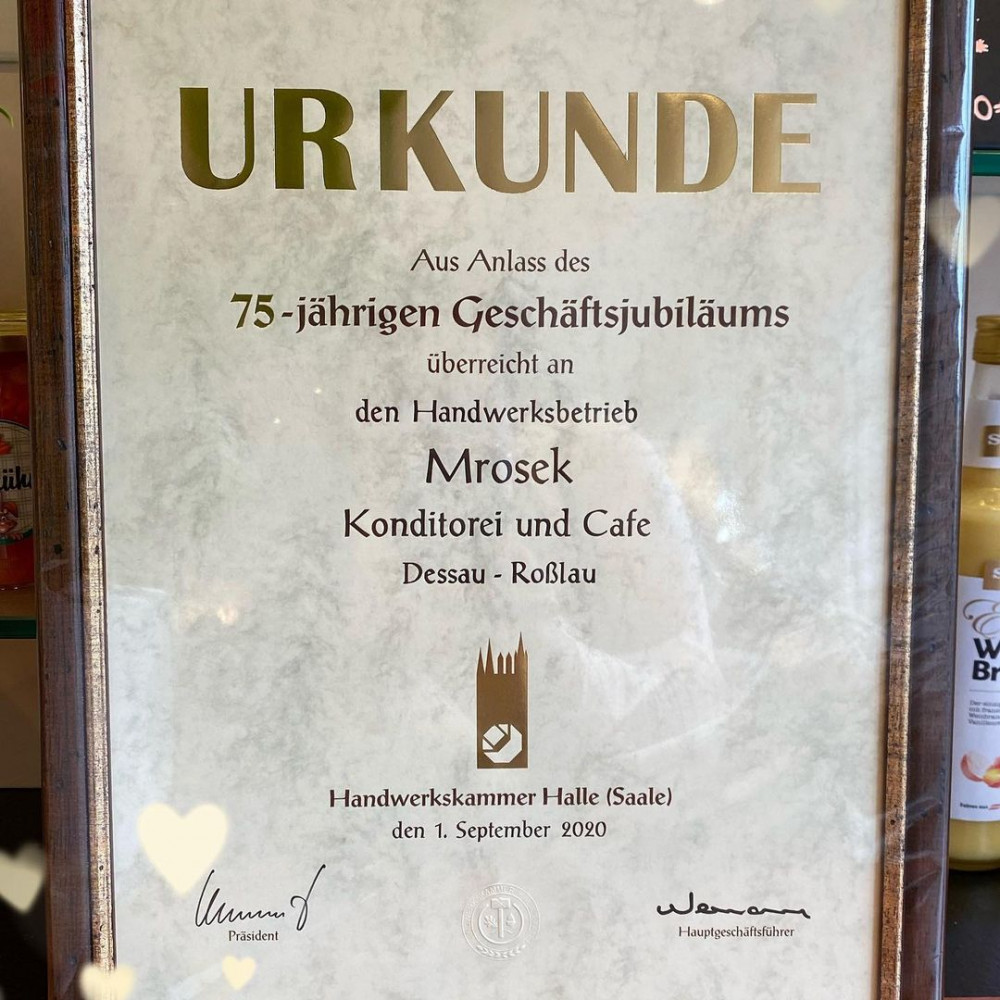 URKUNDE
Aus Anlass des
75-jährigen Geschäftsjubiläums
überreicht an
den Handwerksbetrieb
Mrosek
Konditorei und Cafe
Dessau - Roßlau
Handwerkskammer Halle (Saale)
den 1. September 2020
Präsident
Hauptgeschäftsführer